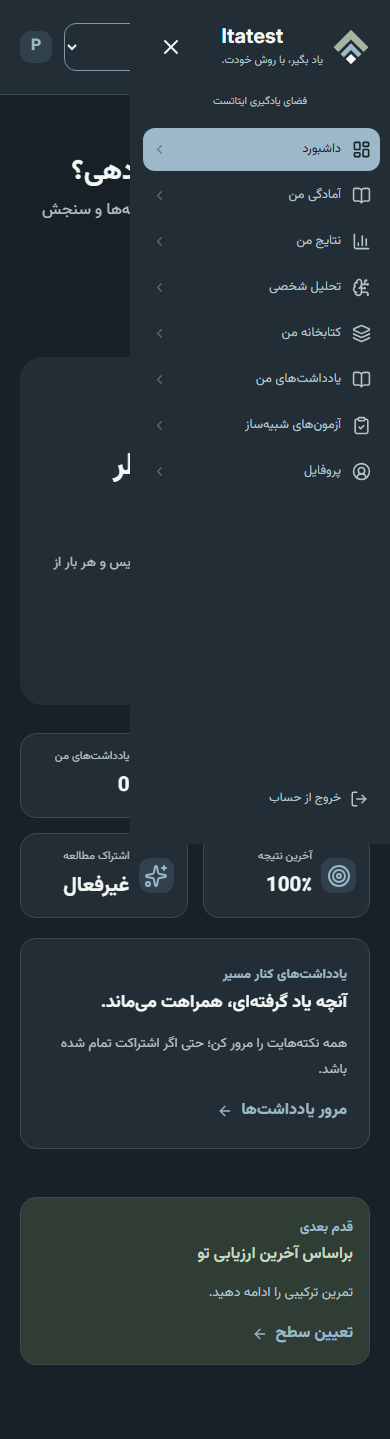 Itatest
یاد بگیر، با روش خودت.
فضای یادگیری ایتاتست
داشبورد
آمادگی من
نتایج من
تحلیل شخصی
کتابخانه من
یادداشت‌های من
آزمون‌های شبیه‌ساز
پروفایل
خروج از حساب
P
دهی؟
ه‌ها و سنجش
یس و هر بار از
یادداشت‌های من
0
آخرین نتیجه
100٪
اشتراک مطالعه
غیرفعال
یادداشت‌های کنار مسیر
آنچه یاد گرفته‌ای، همراهت می‌ماند.
همه نکته‌هایت را مرور کن؛ حتی اگر اشتراکت تمام شده
باشد.
مرور یادداشت‌ها
قدم بعدی
براساس آخرین ارزیابی تو
تمرین ترکیبی را ادامه دهید.
تعیین سطح